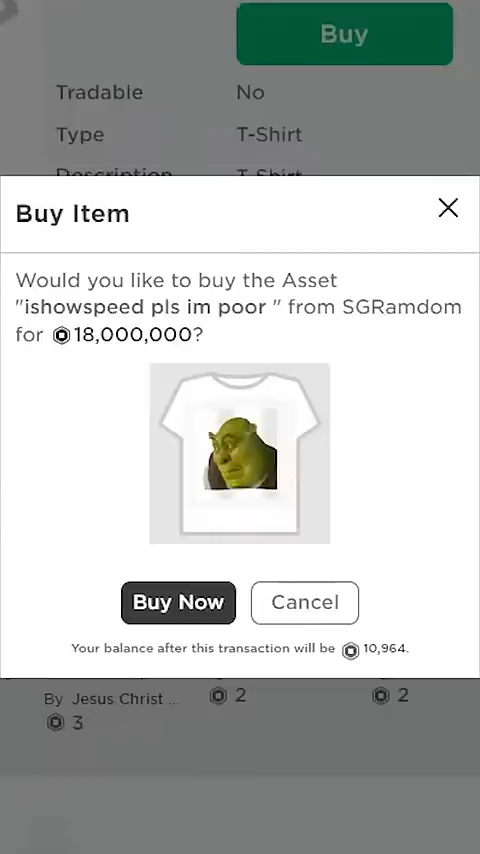 Buy
Tradable No
Type T-Shirt
Description T-Shirt
Buy Item
Would you like to buy the Asset
"ishowspeed pls im poor " from SGRamdom
for 18,000,000?
Buy Now Cancel
Your balance after this transaction will be 10,964.
By Jesus Christ ... 2 2
3